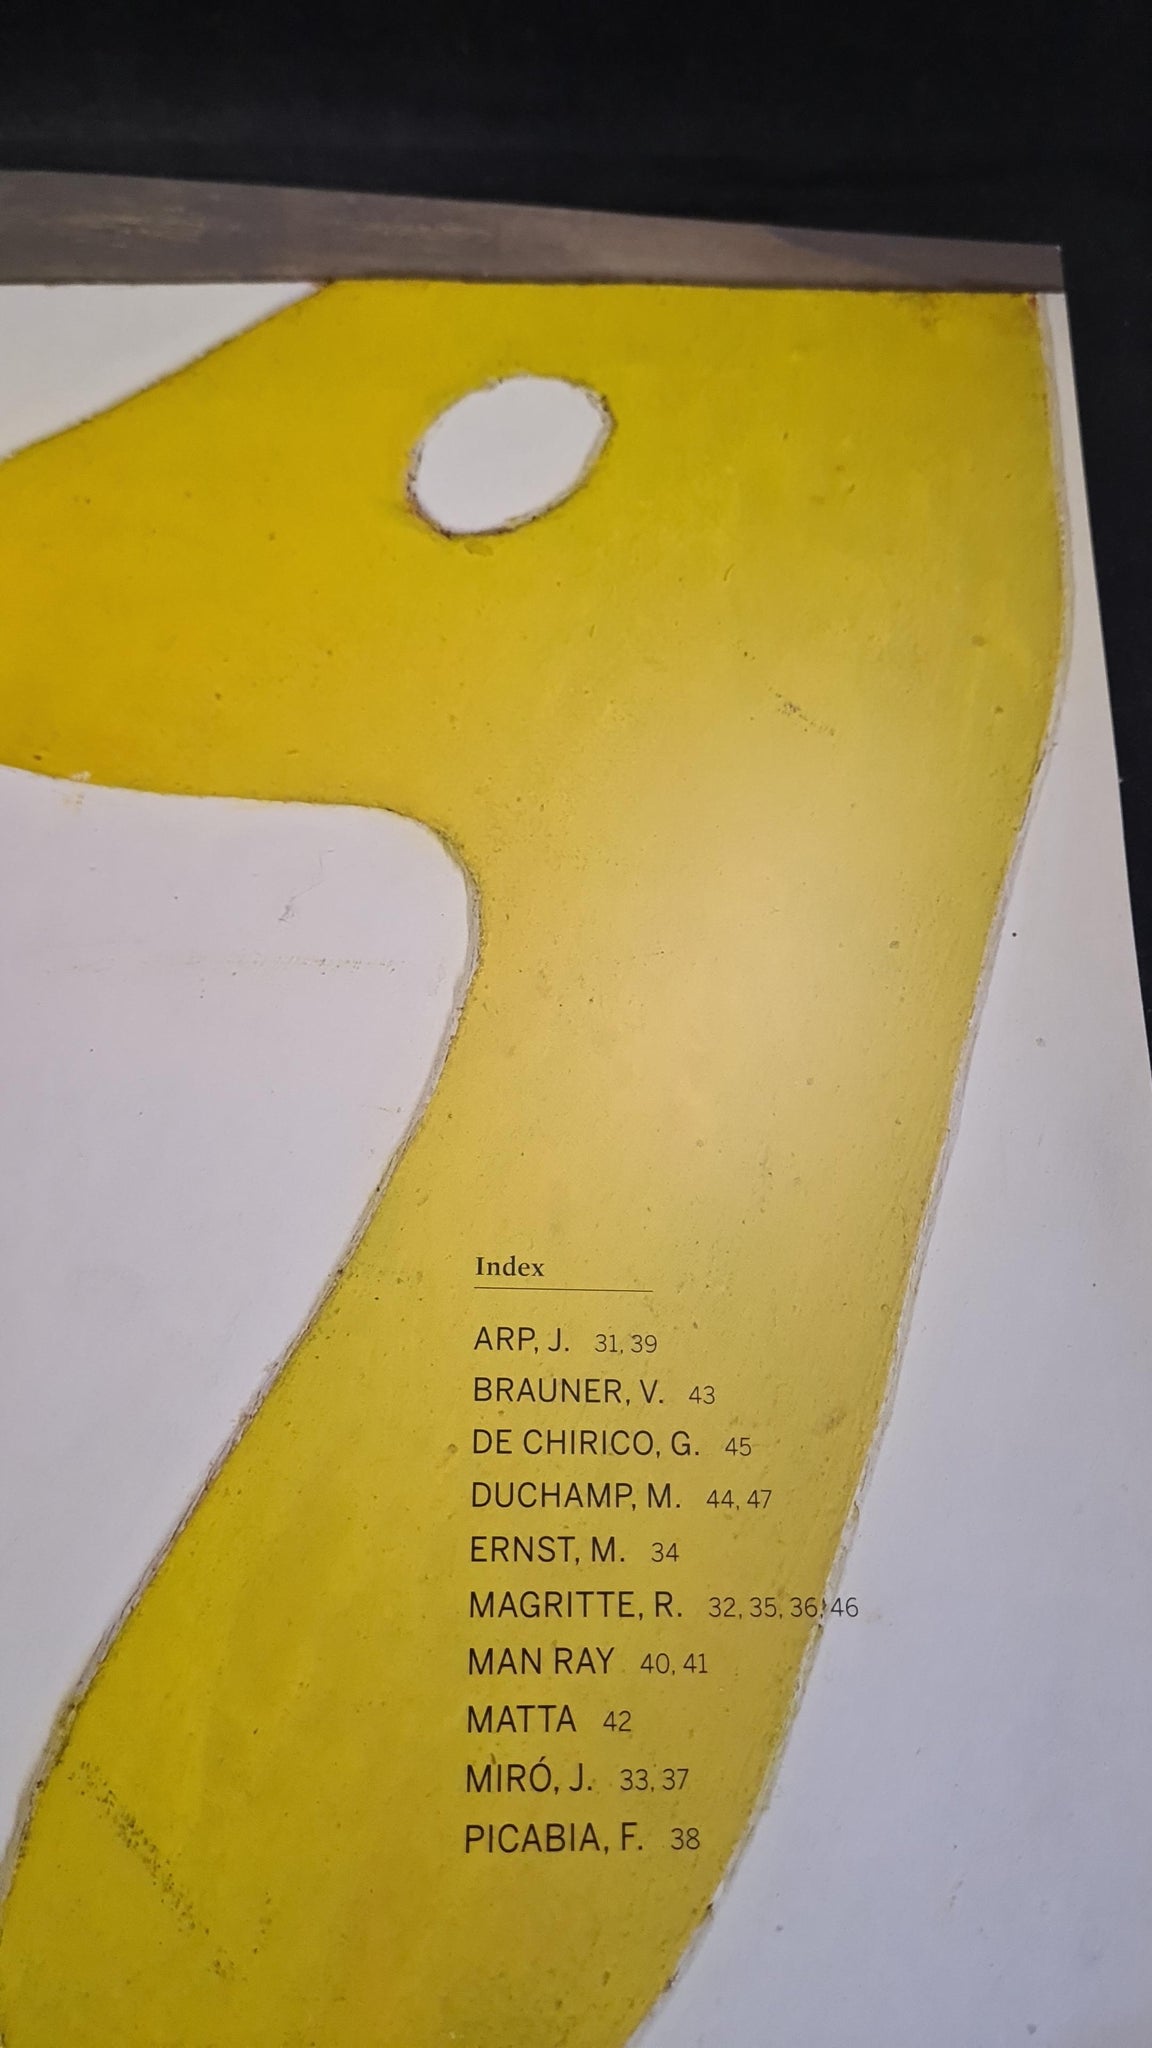 Index
ARP, J. 31, 39
BRAUNER, V. 43
DE CHIRICO, G. 45
DUCHAMP, M. 44, 47
ERNST, M. 34
MAGRITTE, R. 32, 35, 36, 46
MAN RAY 40, 41
MATTA 42
MIRÓ, J. 33, 37
PICABIA, F. 38